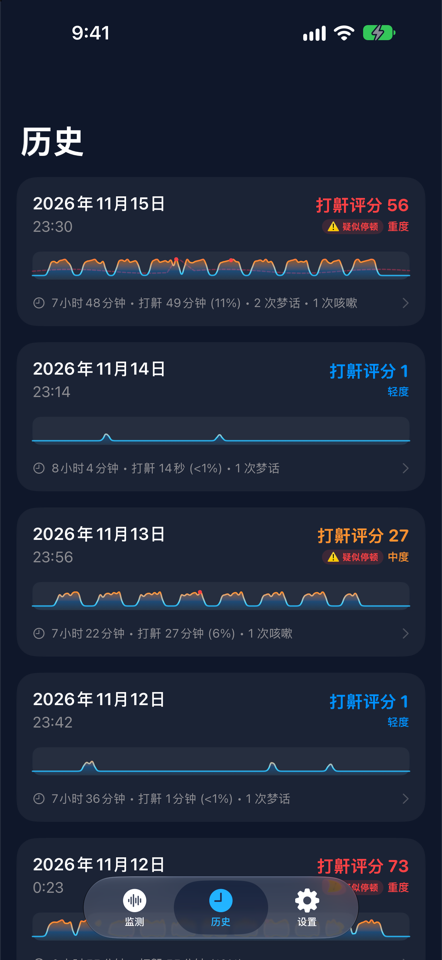 9:41
历史
2026年11月15日
打鼾评分 56
23:30
疑似停顿 重度
7小时48分钟 • 打鼾 49分钟 (11%) • 2 次梦话 • 1 次咳嗽
2026年11月14日
打鼾评分 1
23:14
轻度
8小时4分钟 • 打鼾 14秒 (<1%) • 1 次梦话
2026年11月13日
打鼾评分 27
23:56
疑似停顿 中度
7小时22分钟 • 打鼾 27分钟 (6%) • 1 次咳嗽
2026年11月12日
打鼾评分 1
23:42
轻度
7小时36分钟 • 打鼾 1分钟 (<1%) • 1 次梦话
2026年11月12日
打鼾评分 73
0:23
疑似停顿 重度
监测
历史
设置